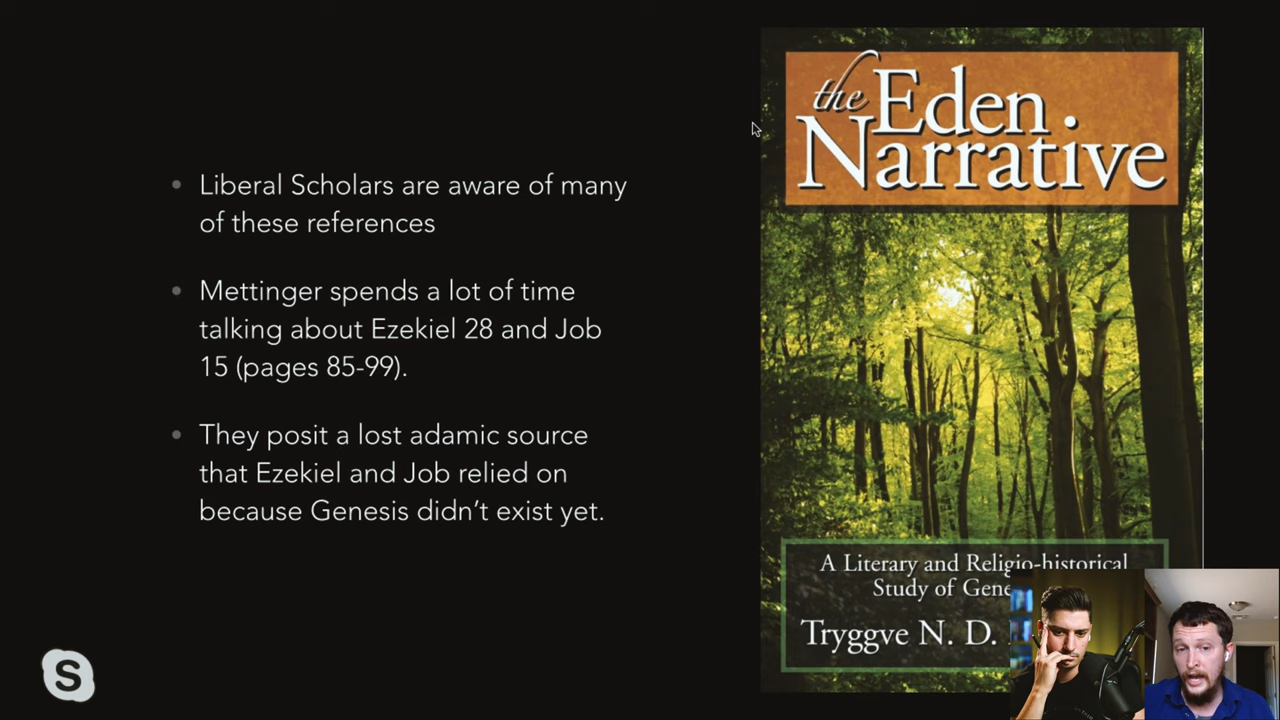 Liberal Scholars are aware of many
of these references
Mettinger spends a lot of time
talking about Ezekiel 28 and Job
15 (pages 85-99).
They posit a lost adamic source
that Ezekiel and Job relied on
because Genesis didn’t exist yet.
the Eden
Narrative
A Literary and Religio-historical
Study of
Tryggve N. D.
S